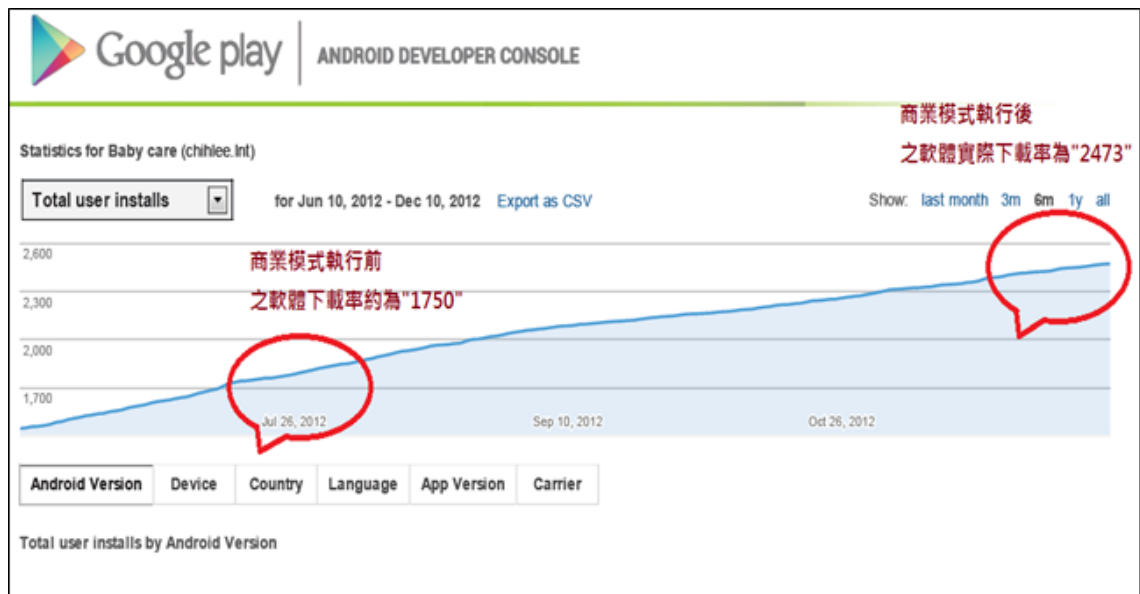 Google play
ANDROID DEVELOPER CONSOLE
商業模式執行後
之軟體實際下載率為"2473"
Statistics for Baby care (chihlee.Int)
Total user installs
for Jun 10, 2012 - Dec 10, 2012 Export as CSV
Show: last month 3m 6m 1y all
2,600
商業模式執行前
之軟體下載率約為"1750"
2,300
2,000
1,700
Jul 26, 2012
Sep 10, 2012
Oct 26, 2012
Android Version
Device
Country
Language
App Version
Carrier
Total user installs by Android Version